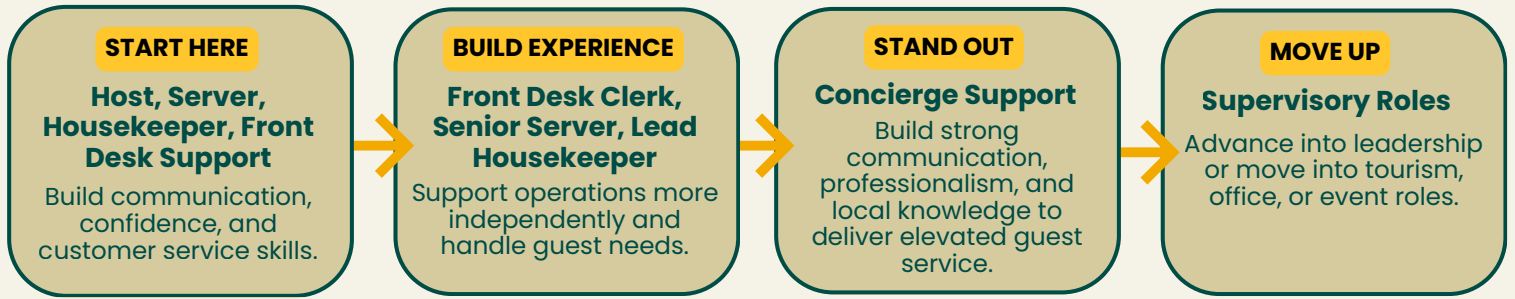 START HERE
Host, Server,
Housekeeper, Front
Desk Support
Build communication,
confidence, and
customer service skills.
BUILD EXPERIENCE
Front Desk Clerk,
Senior Server, Lead
Housekeeper
Support operations more
independently and
handle guest needs.
STAND OUT
Concierge Support
Build strong
communication,
professionalism, and
local knowledge to
deliver elevated guest
service.
MOVE UP
Supervisory Roles
Advance into leadership
or move into tourism,
office, or event roles.